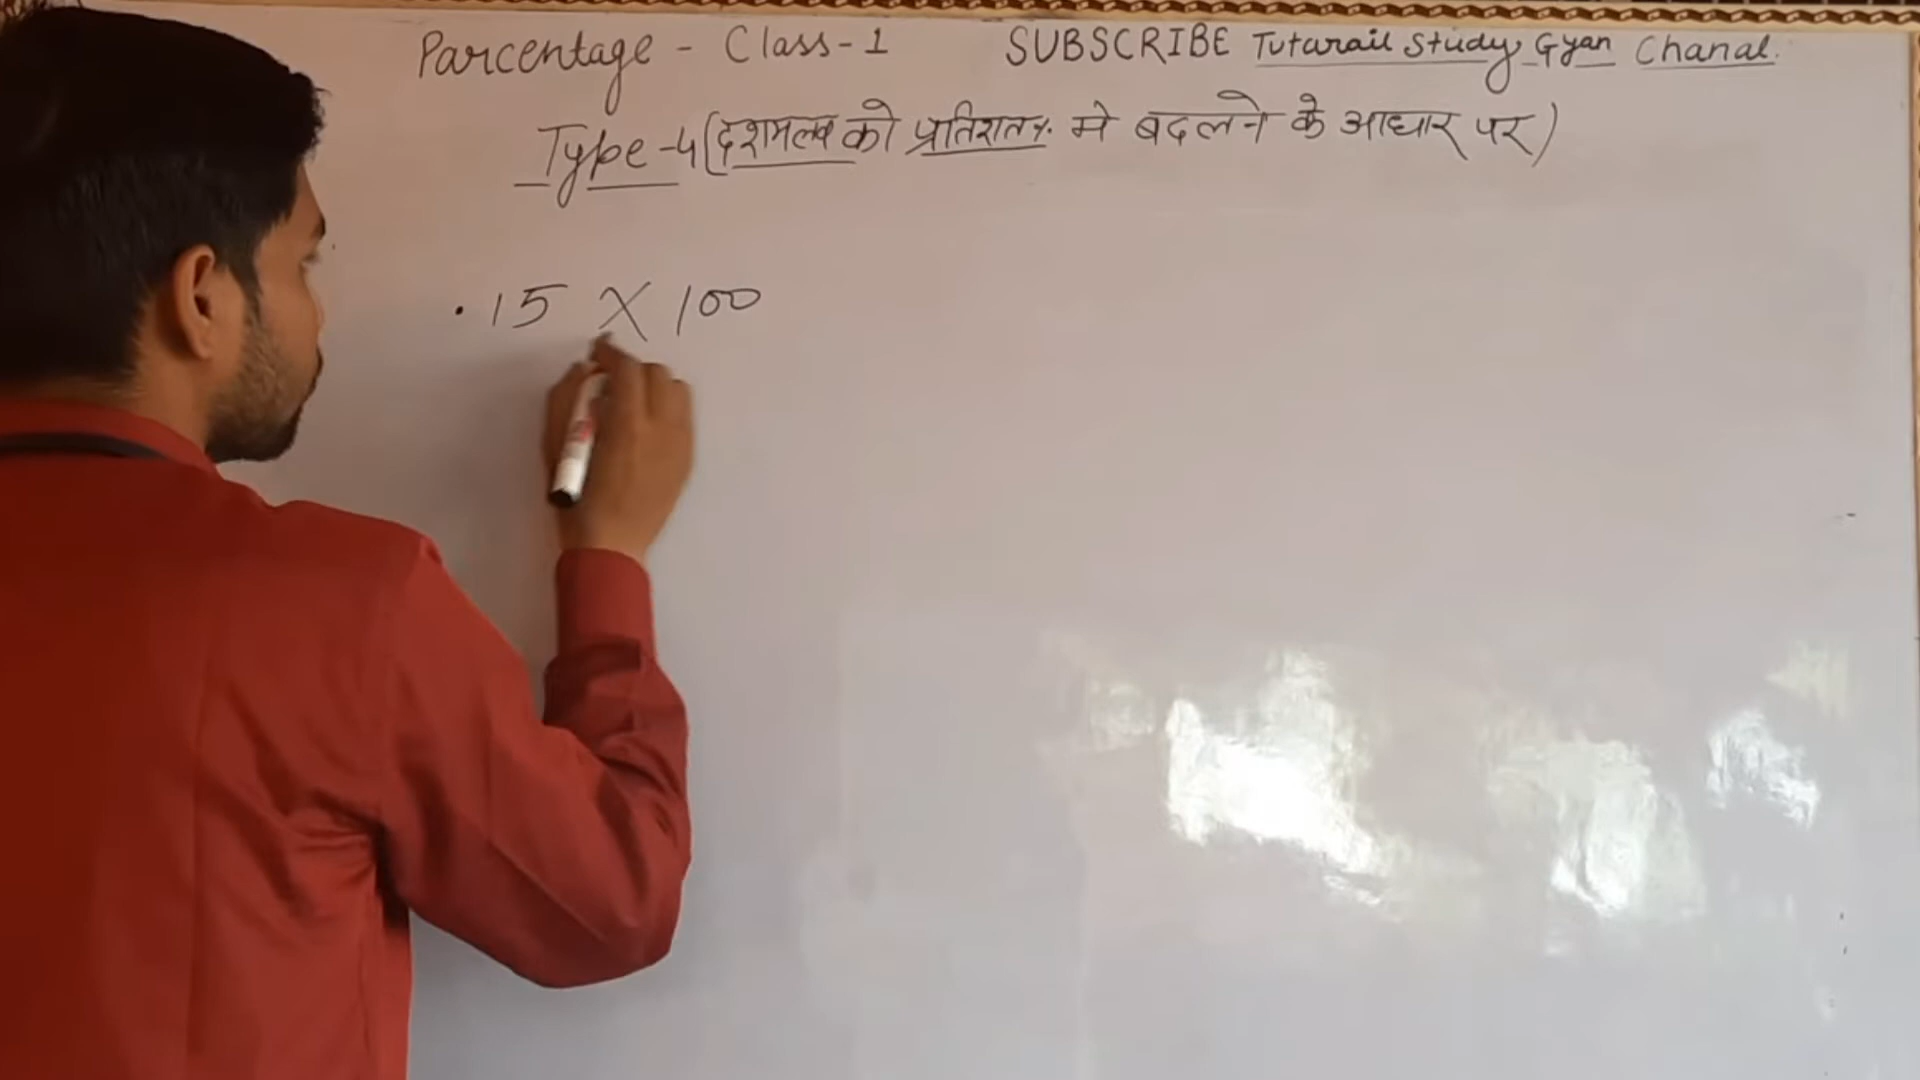 Parcentage - Class-1 SUBSCRIBE Tutarail Study Gyan Chanal.
Type-4(दशमलव को प्रतिशत %. मे बदलने के आधार पर)
.15 X 100